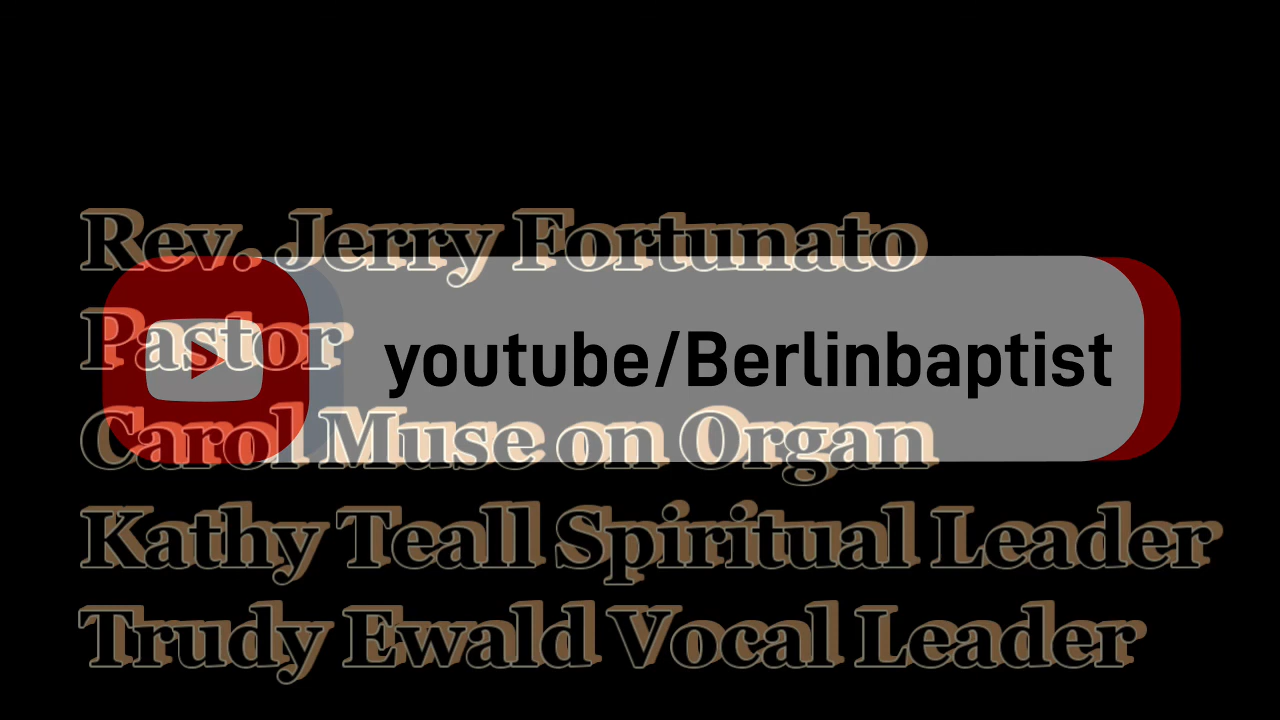 Rev. Jerry Fortunato
Pastor
youtube/Berlinbaptist
Carol Muse on Organ
Kathy Teall Spiritual Leader
Trudy Ewald Vocal Leader